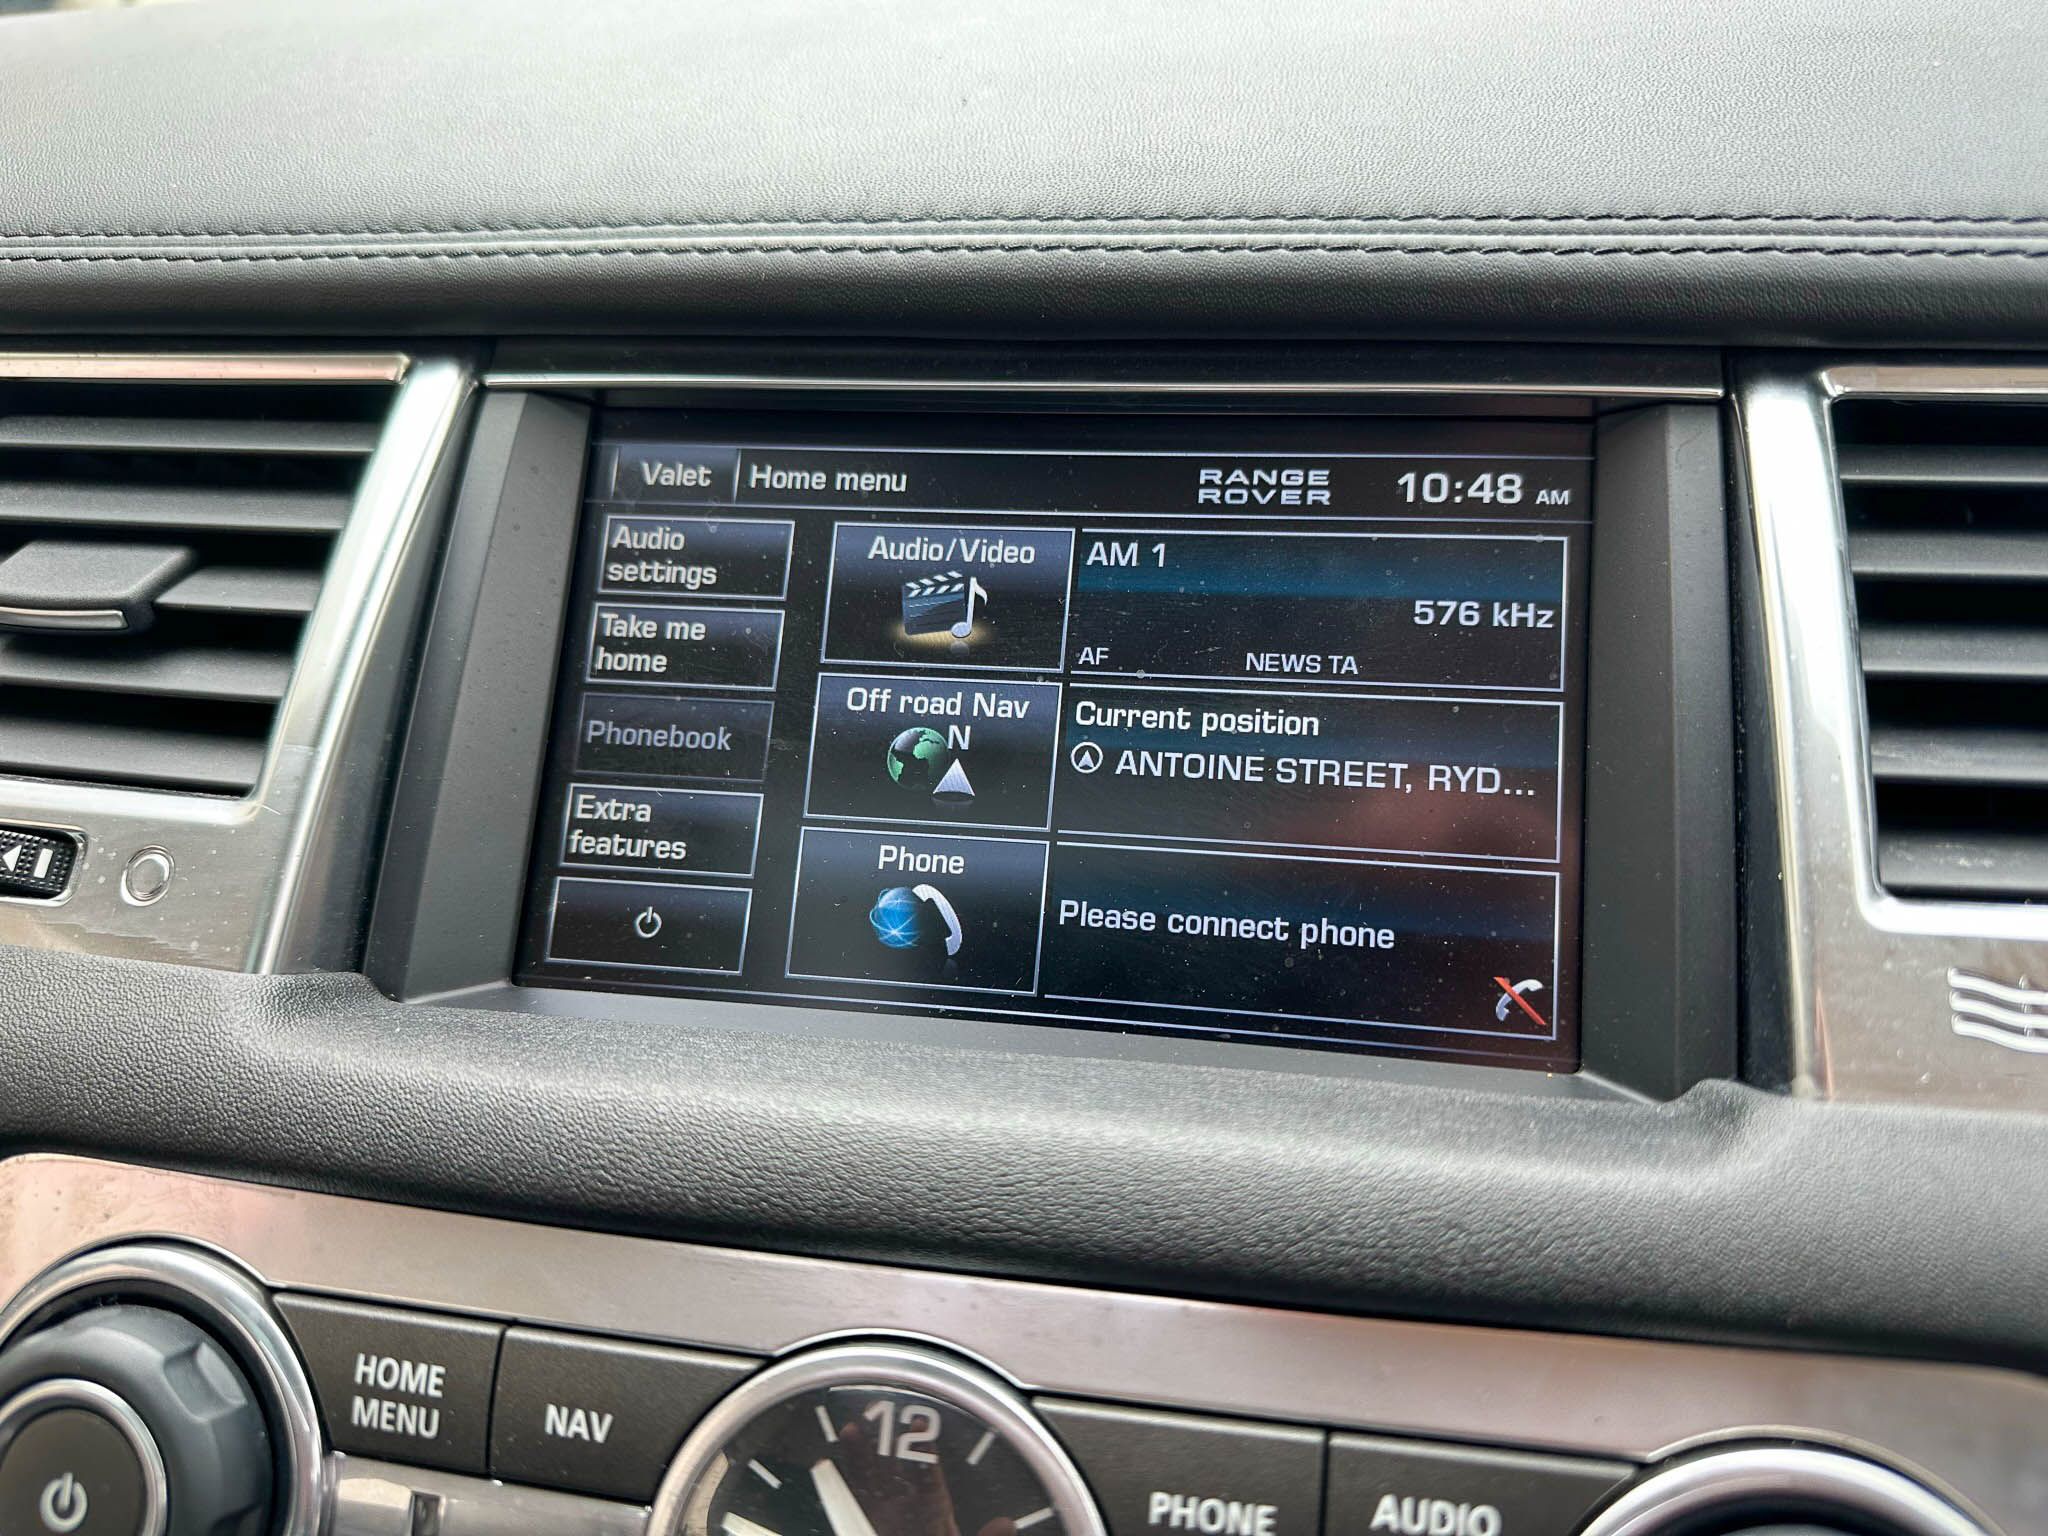 Valet
Home menu
RANGE
ROVER
10:48 AM
Audio
settings
Take me
home
Phonebook
Extra
features
Audio/Video
AM 1
576 kHz
AF
NEWS TA
Off road Nav
N
Current position
ANTOINE STREET, RYD...
Phone
Please connect phone
HOME
MENU
NAV
12
PHONE
AUDIO